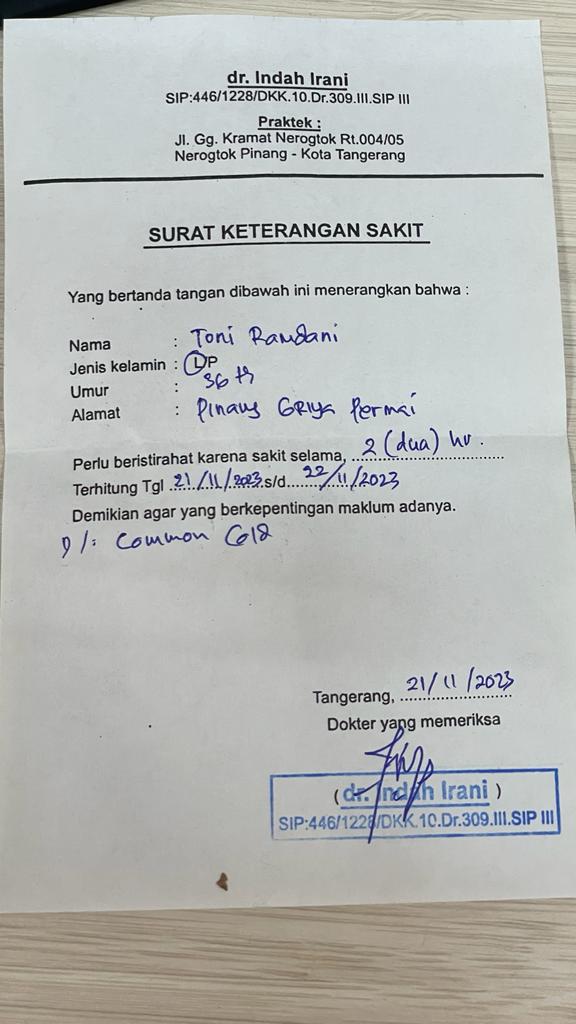 dr. Indah Irani
SIP:446/1228/DKK.10.Dr.309.III.SIP III
Praktek :
Jl. Gg. Kramat Nerogtok Rt.004/05
Nerogtok Pinang - Kota Tangerang
SURAT KETERANGAN SAKIT
Yang bertanda tangan dibawah ini menerangkan bahwa :
Nama : Toni Ramdani
Jenis kelamin : L/P
Umur : 36 th
Alamat : Pinang Griya Permai
Perlu beristirahat karena sakit selama, 2 (dua) hr.
Terhitung Tgl 21/11/2023 s/d 22/11/2023
Demikian agar yang berkepentingan maklum adanya.
D/: Common Cold
Tangerang, 21/11/2023
Dokter yang memeriksa
( dr. Indah Irani )
SIP:446/1228/DKK.10.Dr.309.III.SIP III